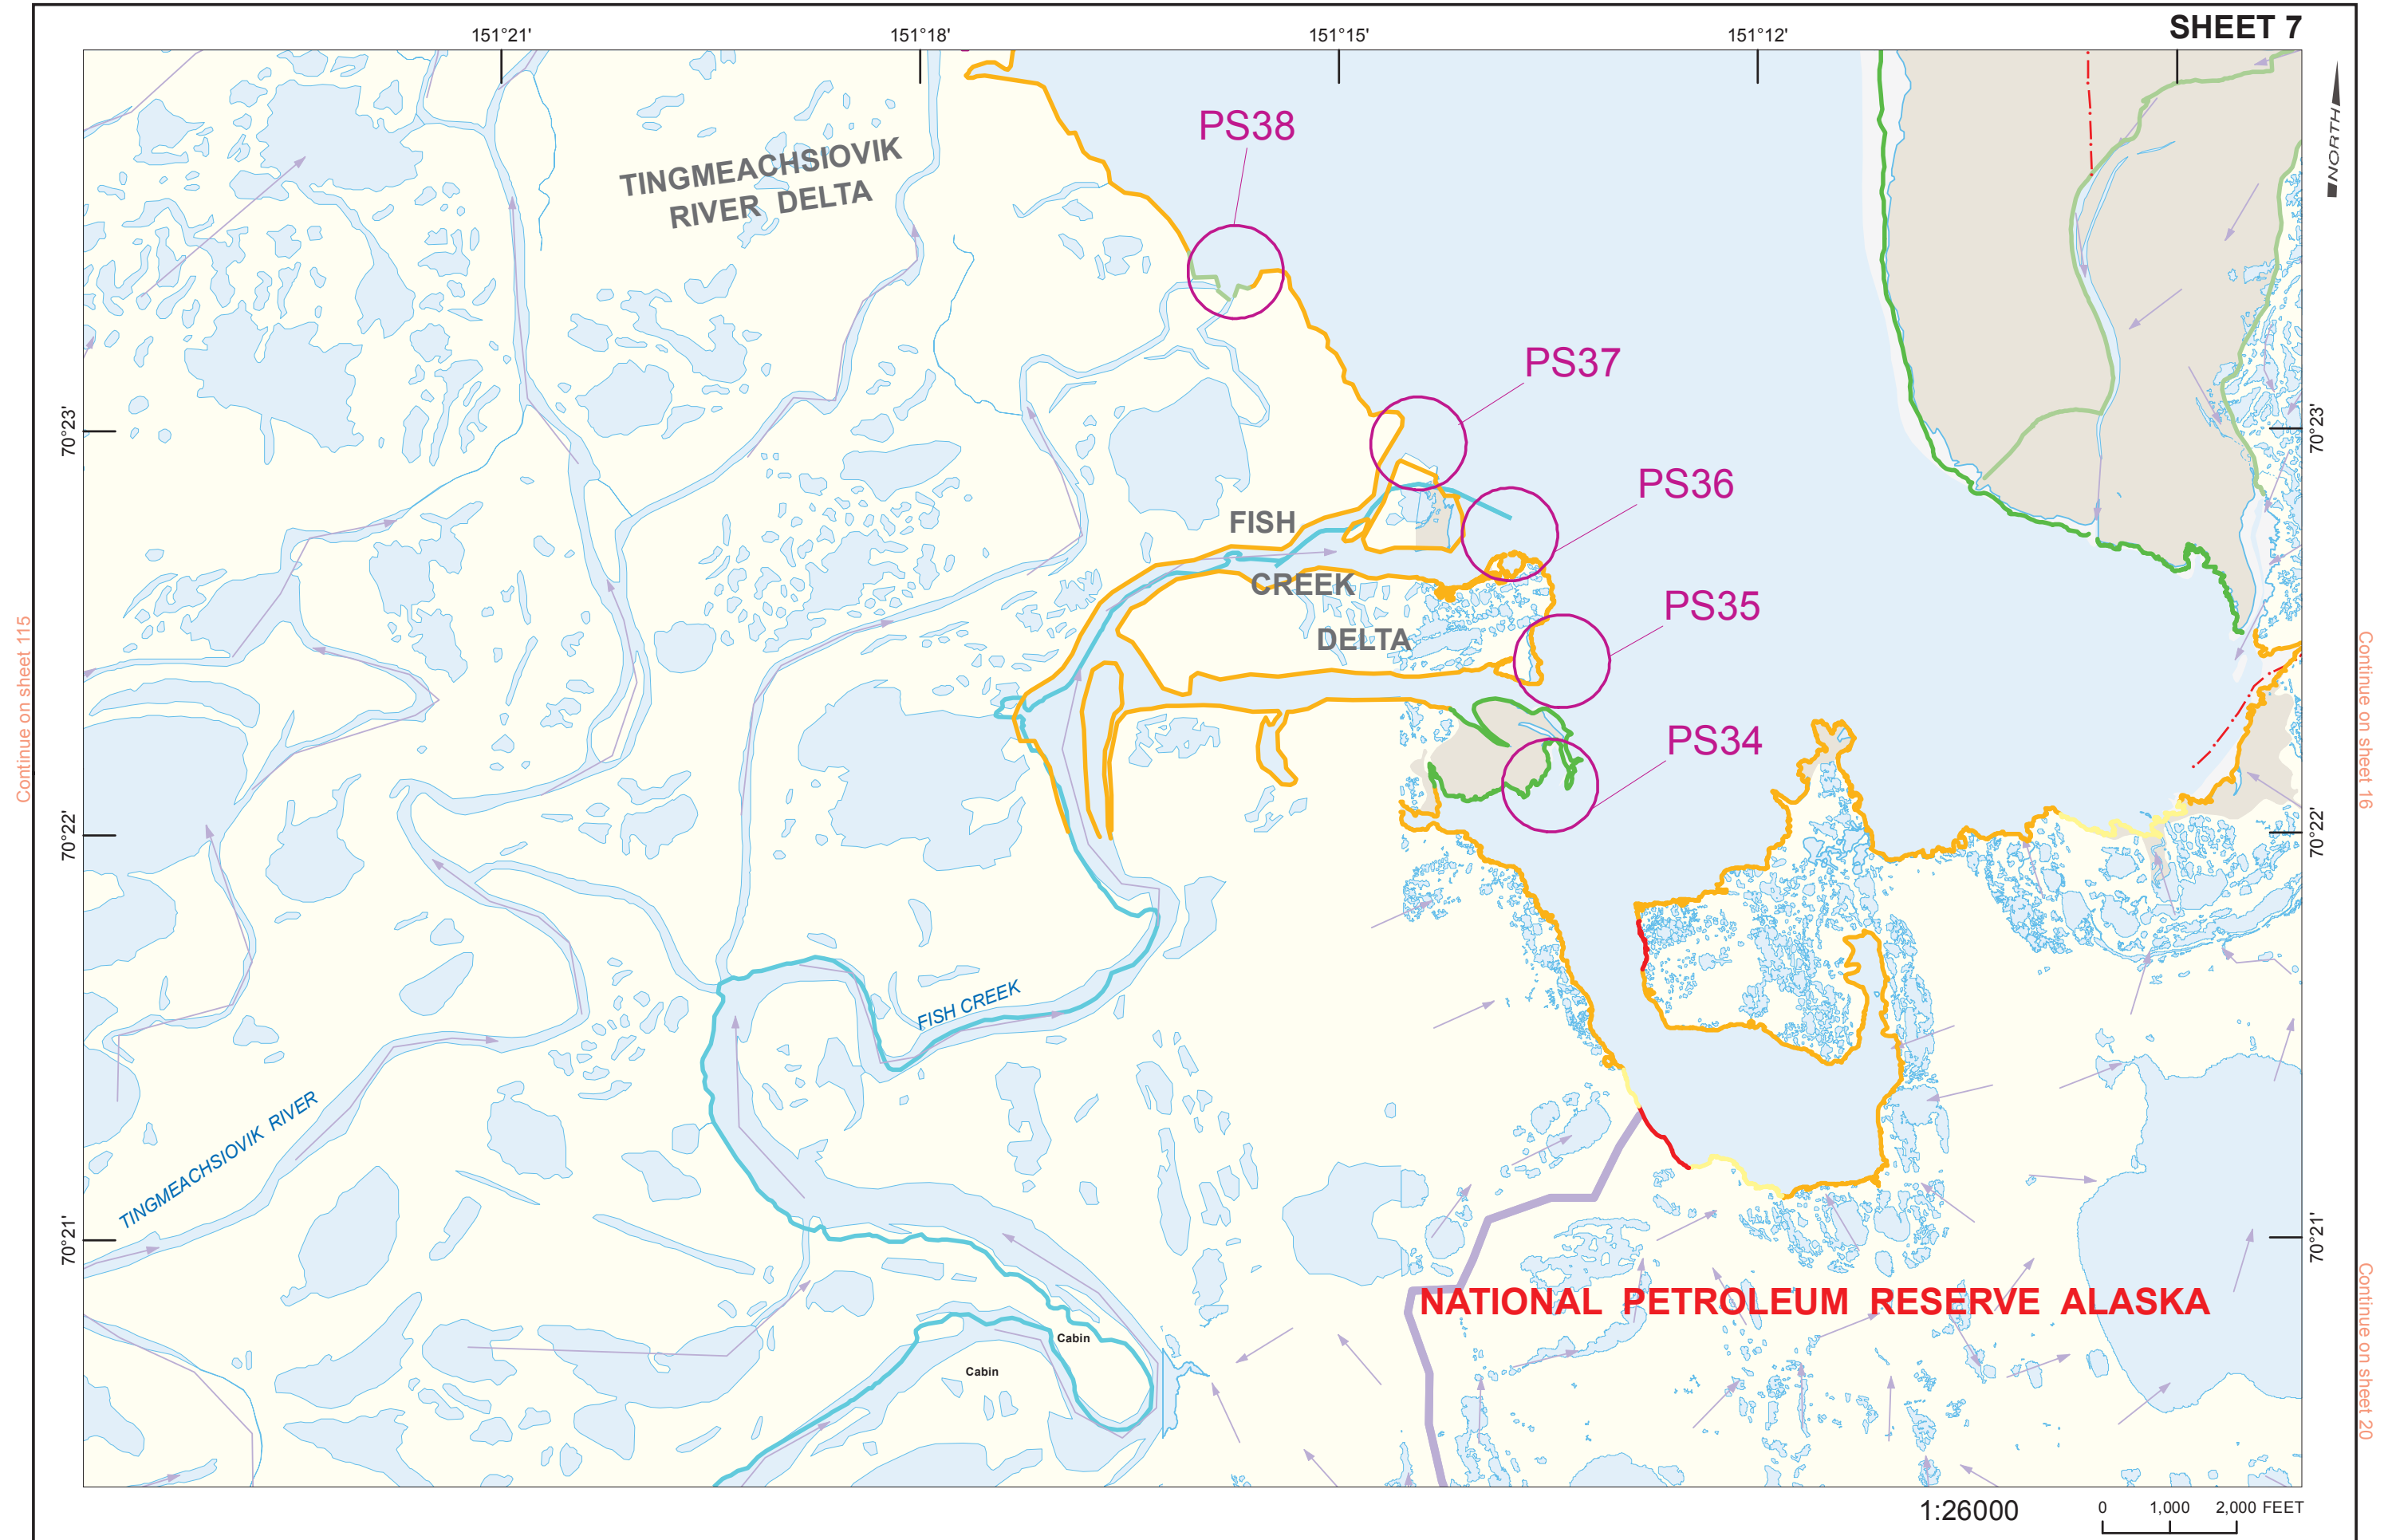 SHEET 7
151°21'
151°18'
151°15'
151°12'
NORTH
TINGMEACHSIOVIK
RIVER DELTA
PS38
PS37
70°23'
70°23'
PS36
FISH
CREEK
DELTA
PS35
PS34
Continue on sheet 115
Continue on sheet 16
70°22'
70°22'
FISH CREEK
TINGMEACHSIOVIK RIVER
70°21'
70°21'
NATIONAL PETROLEUM RESERVE ALASKA
Cabin
Cabin
Continue on sheet 20
1:26000
0 1,000 2,000 FEET